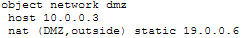 object network dmz
host 10.0.0.3
nat (DMZ,outside) static 19.0.0.6